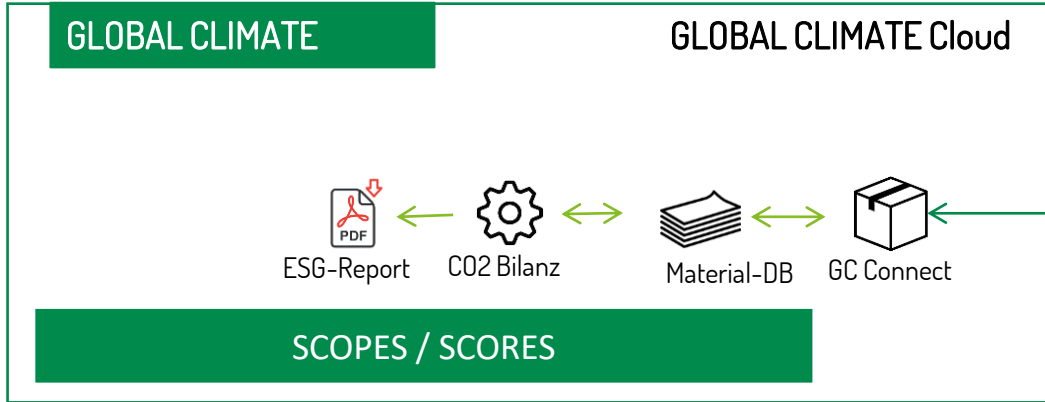 GLOBAL CLIMATE
GLOBAL CLIMATE Cloud
PDF
ESG-Report
CO2 Bilanz
Material-DB
GC Connect
SCOPES / SCORES